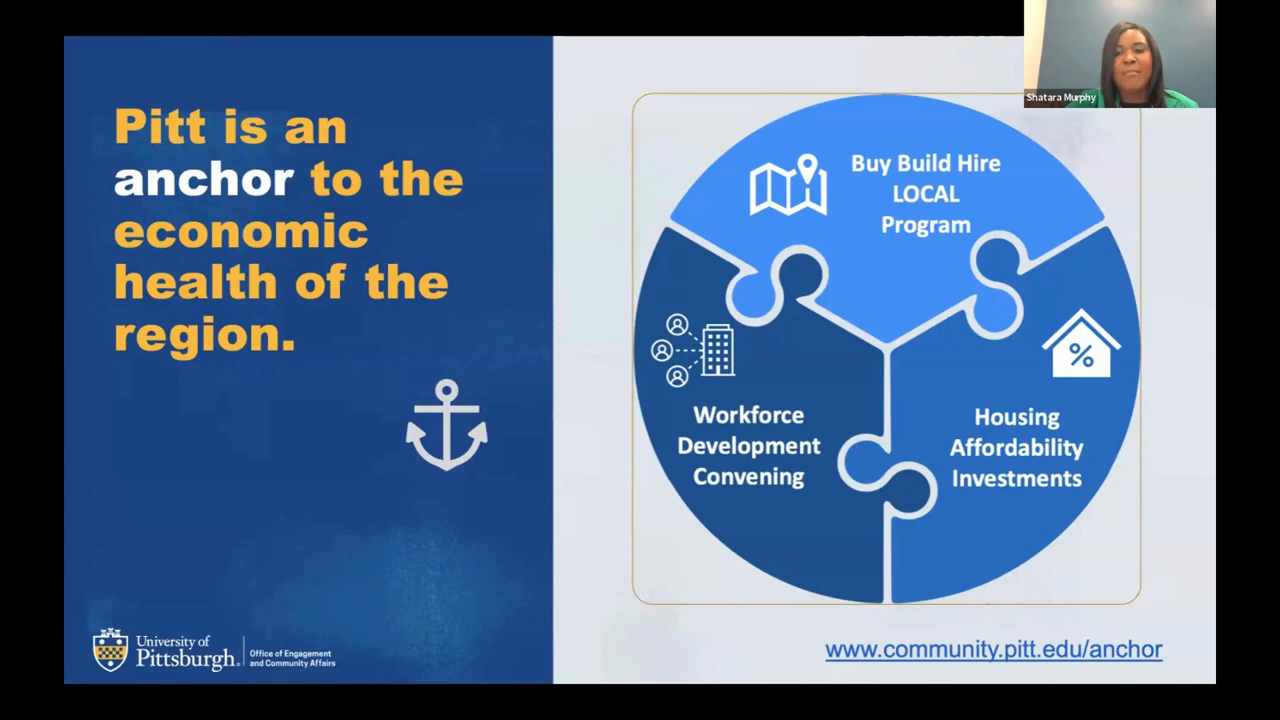 Pitt is an
anchor to the
economic
health of the
region.
Shatara Murphy
Buy Build Hire
LOCAL
Program
Workforce
Development
Convening
%
Housing
Affordability
Investments
University of
Pittsburgh.
Office of Engagement
and Community Affairs
www.community.pitt.edu/anchor